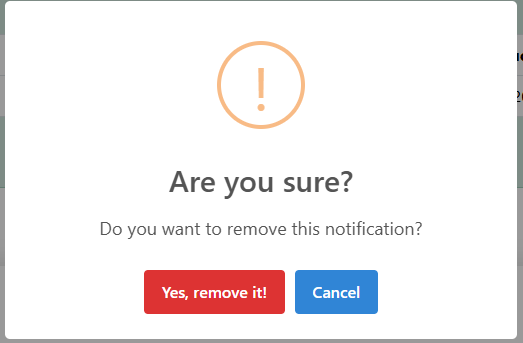 Are you sure?
Do you want to remove this notification?
Yes, remove it!
Cancel